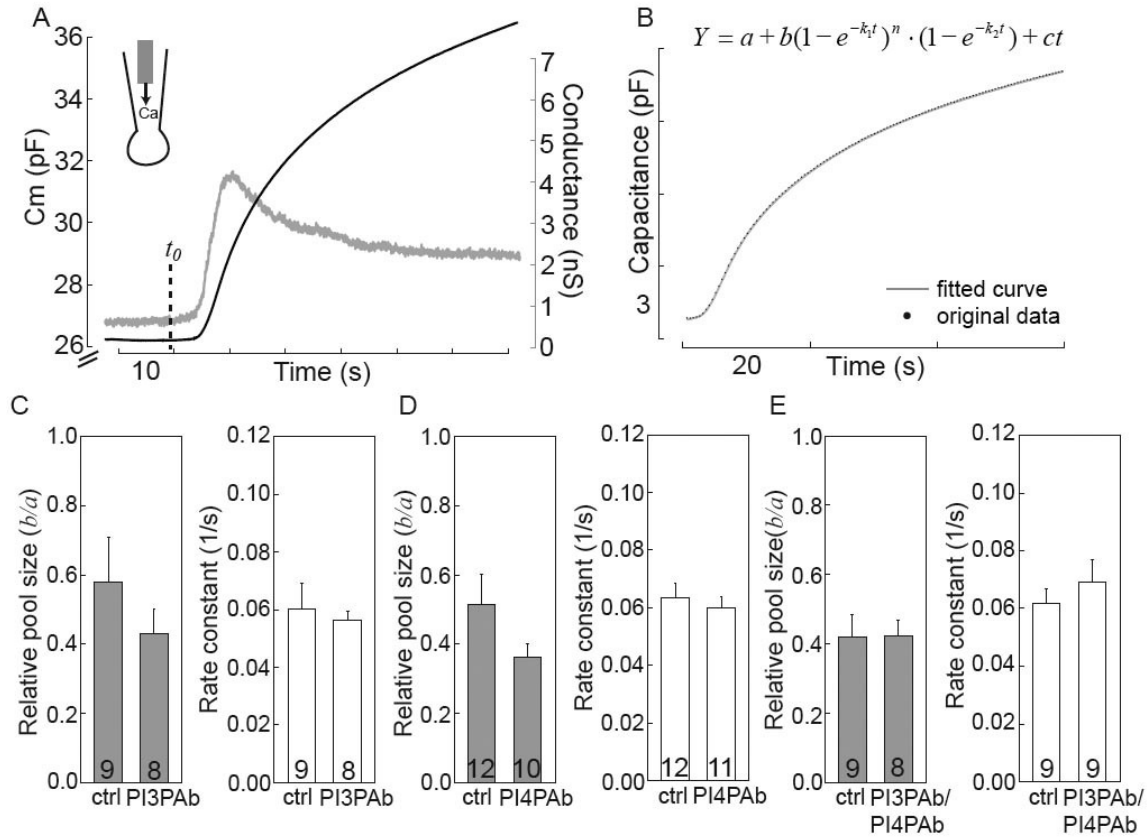 A
36
34
32
30
28
26
Cm (pF)
Ca
t0
7
6
5
4
3
2
1
0
Conductance (nS)
10
Time (s)
B
Y = a + b(1 − e^{−k₁t})^n · (1 − e^{−k₂t}) + ct
Capacitance (pF)
3
fitted curve
original data
20
Time (s)
C
Relative pool size (b/a)
1.0
0.8
0.6
0.4
0.2
0.0
9
8
ctrl PI3PAb
Rate constant (1/s)
0.12
0.10
0.08
0.06
0.04
0.02
0.00
9
8
ctrl PI3PAb
D
Relative pool size (b/a)
1.0
0.8
0.6
0.4
0.2
0.0
12
10
ctrl PI4PAb
Rate constant (1/s)
0.12
0.10
0.08
0.06
0.04
0.02
0.00
12
11
ctrl PI4PAb
E
Relative pool size(b/a)
1.0
0.8
0.6
0.4
0.2
0.0
9
8
ctrl PI3PAb/
PI4PAb
Rate constant (1/s)
0.12
0.10
0.08
0.06
0.04
0.02
0.00
9
9
ctrl PI3PAb/
PI4PAb